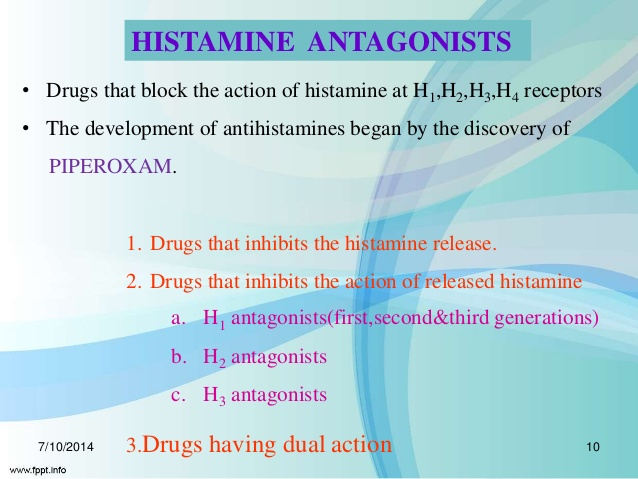 HISTAMINE ANTAGONISTS
• Drugs that block the action of histamine at H1,H2,H3,H4 receptors
• The development of antihistamines began by the discovery of
PIPEROXAM.
1. Drugs that inhibits the histamine release.
2. Drugs that inhibits the action of released histamine
a. H1 antagonists(first,second&third generations)
b. H2 antagonists
c. H3 antagonists
3.Drugs having dual action
7/10/2014
10
www.fppt.info